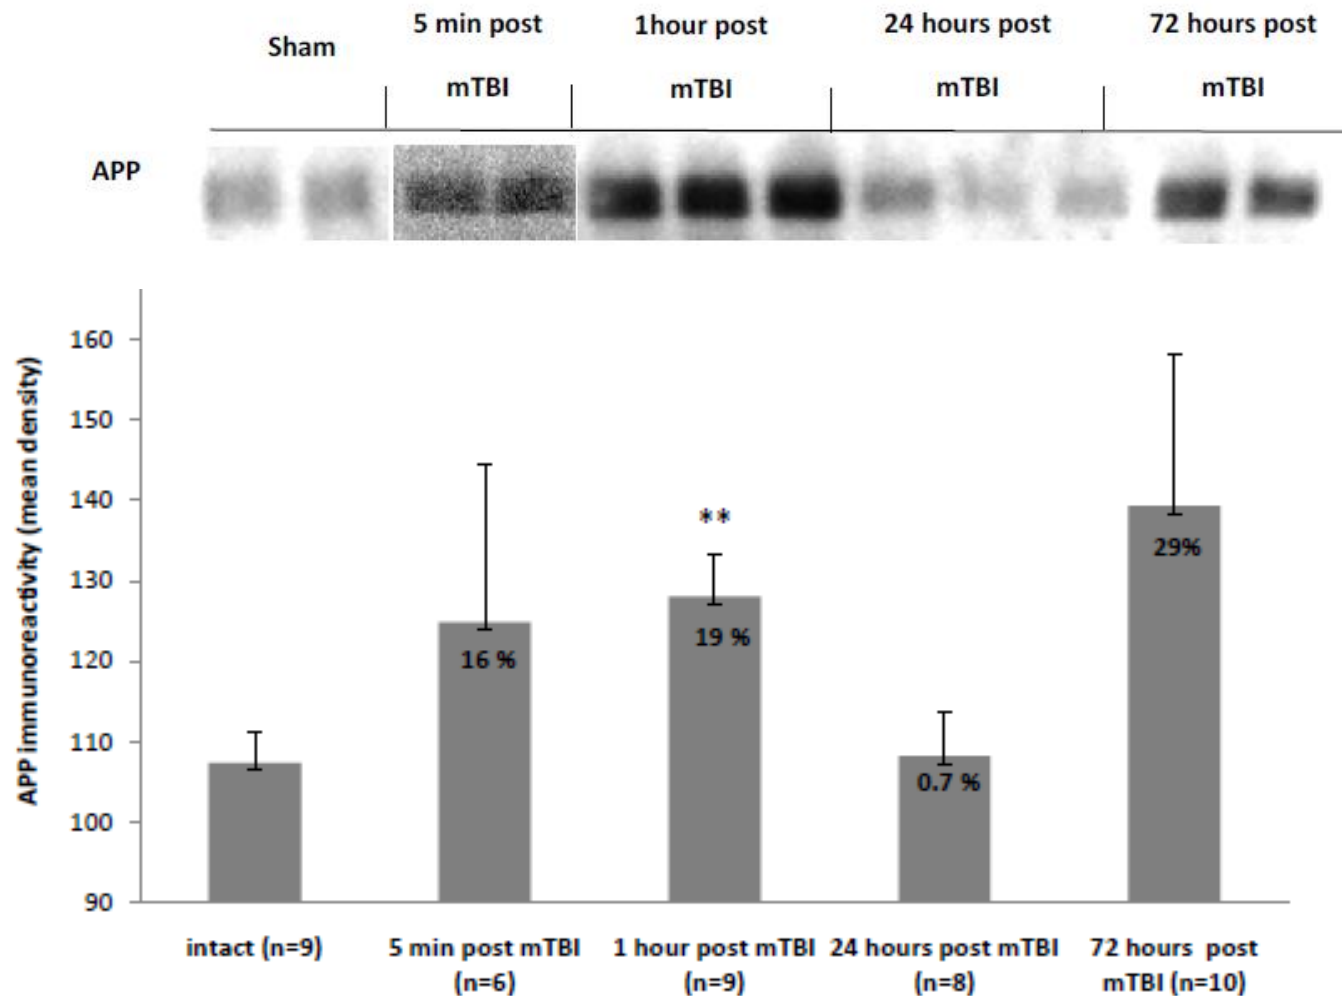 Sham
5 min post
mTBI
1hour post
mTBI
24 hours post
mTBI
72 hours post
mTBI
APP
APP immunoreactivity (mean density)
160
150
140
130
120
110
100
90
16 %
**
19 %
0.7 %
29%
intact (n=9)
5 min post mTBI
(n=6)
1 hour post mTBI
(n=9)
24 hours post mTBI
(n=8)
72 hours post
mTBI (n=10)